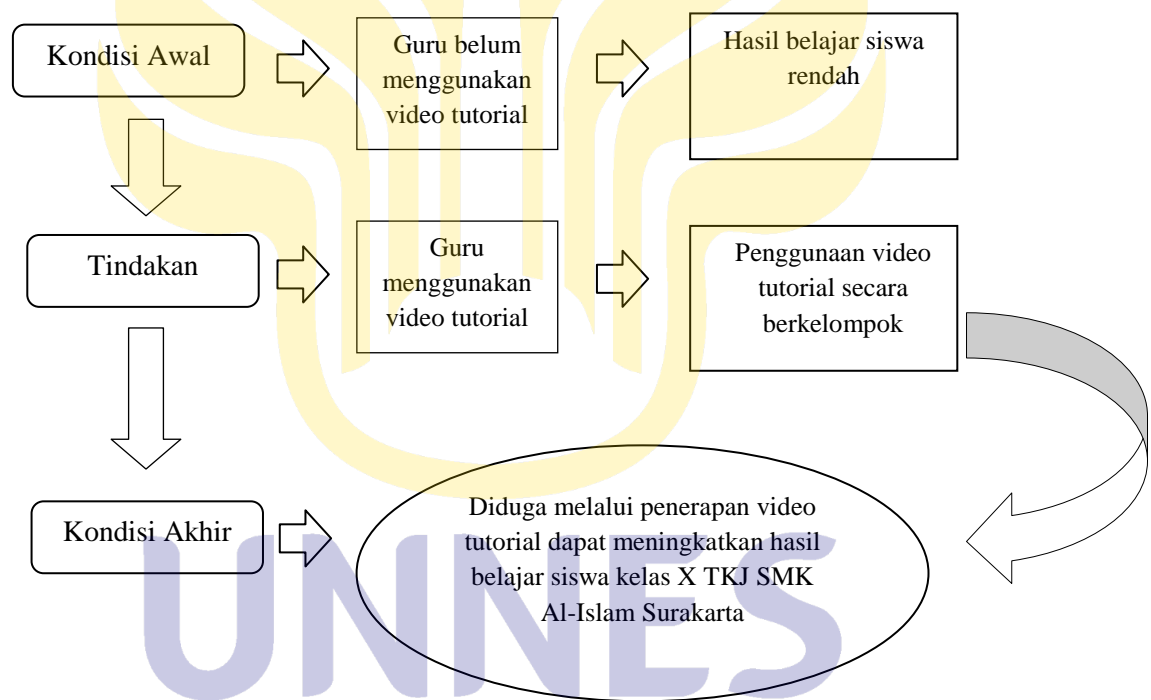 Kondisi Awal
Guru belum
menggunakan
video tutorial
Hasil belajar siswa
rendah
Tindakan
Guru
menggunakan
video tutorial
Penggunaan video
tutorial secara
berkelompok
Kondisi Akhir
Diduga melalui penerapan video
tutorial dapat meningkatkan hasil
belajar siswa kelas X TKJ SMK
Al-Islam Surakarta
UNNES